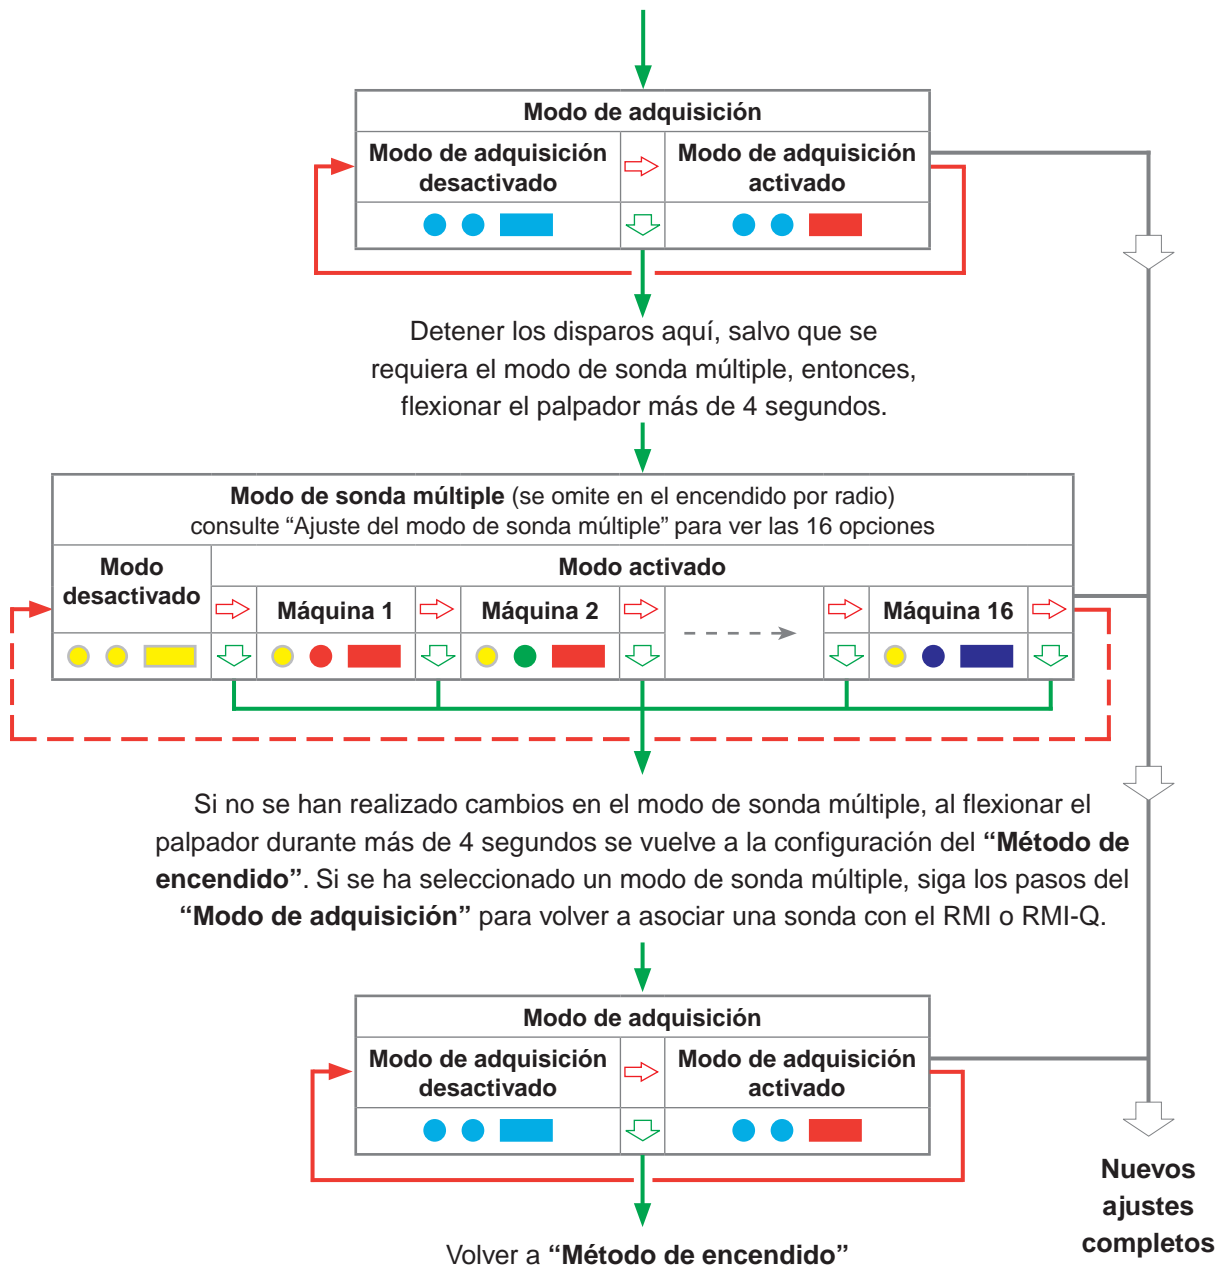 Modo de adquisición
Modo de adquisición desactivado
Modo de adquisición activado
Detener los disparos aquí, salvo que se
requiera el modo de sonda múltiple, entonces,
flexionar el palpador más de 4 segundos.
Modo de sonda múltiple (se omite en el encendido por radio)
consulte “Ajuste del modo de sonda múltiple” para ver las 16 opciones
Modo desactivado
Modo activado
Máquina 1
Máquina 2
Máquina 16
Si no se han realizado cambios en el modo de sonda múltiple, al flexionar el
palpador durante más de 4 segundos se vuelve a la configuración del “Método de
encendido”. Si se ha seleccionado un modo de sonda múltiple, siga los pasos del
“Modo de adquisición” para volver a asociar una sonda con el RMI o RMI-Q.
Modo de adquisición
Modo de adquisición desactivado
Modo de adquisición activado
Volver a “Método de encendido”
Nuevos
ajustes
completos